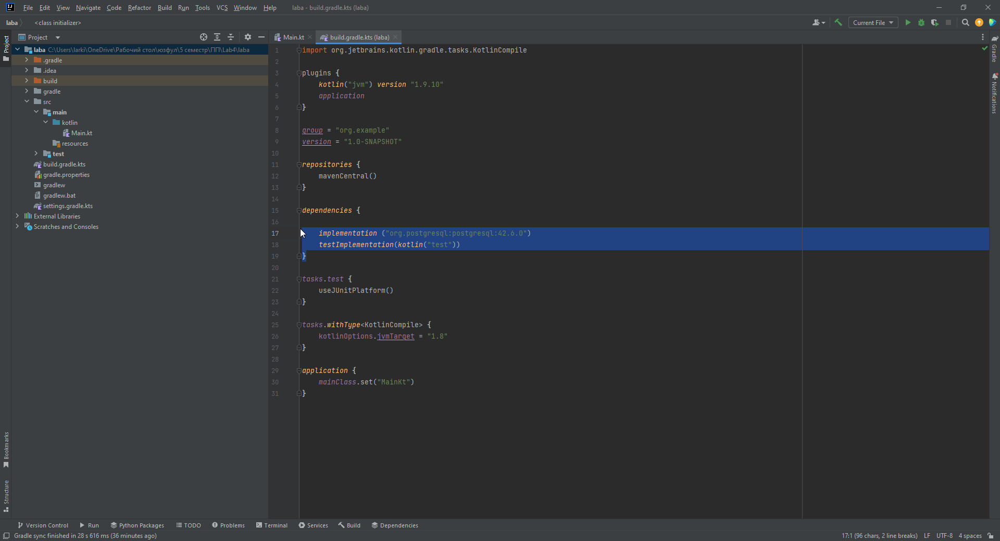 File Edit View Navigate Code Refactor Build Run Tools VCS Window Help laba - build.gradle.kts (laba)
laba <class initializer> Current File
Project
laba C:\Users\larki\OneDrive\Рабочий стол\юзфул\5 семестр\ПП\Lab4\laba
.gradle
.idea
build
gradle
src
main
kotlin
Main.kt
resources
test
build.gradle.kts
gradle.properties
gradlew
gradlew.bat
settings.gradle.kts
External Libraries
Scratches and Consoles
Project
Bookmarks
Structure
Main.kt build.gradle.kts (laba)
1 import org.jetbrains.kotlin.gradle.tasks.KotlinCompile
2
3 plugins {
4 kotlin("jvm") version "1.9.10"
5 application
6 }
7
8 group = "org.example"
9 version = "1.0-SNAPSHOT"
10
11 repositories {
12 mavenCentral()
13 }
14
15 dependencies {
16
17 implementation ("org.postgresql:postgresql:42.6.0")
18 testImplementation(kotlin("test"))
19 }
20
21 tasks.test {
22 useJUnitPlatform()
23 }
24
25 tasks.withType<KotlinCompile> {
26 kotlinOptions.jvmTarget = "1.8"
27 }
28
29 application {
30 mainClass.set("MainKt")
31 }
Gradle
Notifications
Version Control Run Python Packages TODO Problems Terminal Services Build Dependencies
Gradle sync finished in 28 s 616 ms (36 minutes ago) 17:1 (96 chars, 2 line breaks) LF UTF-8 4 spaces